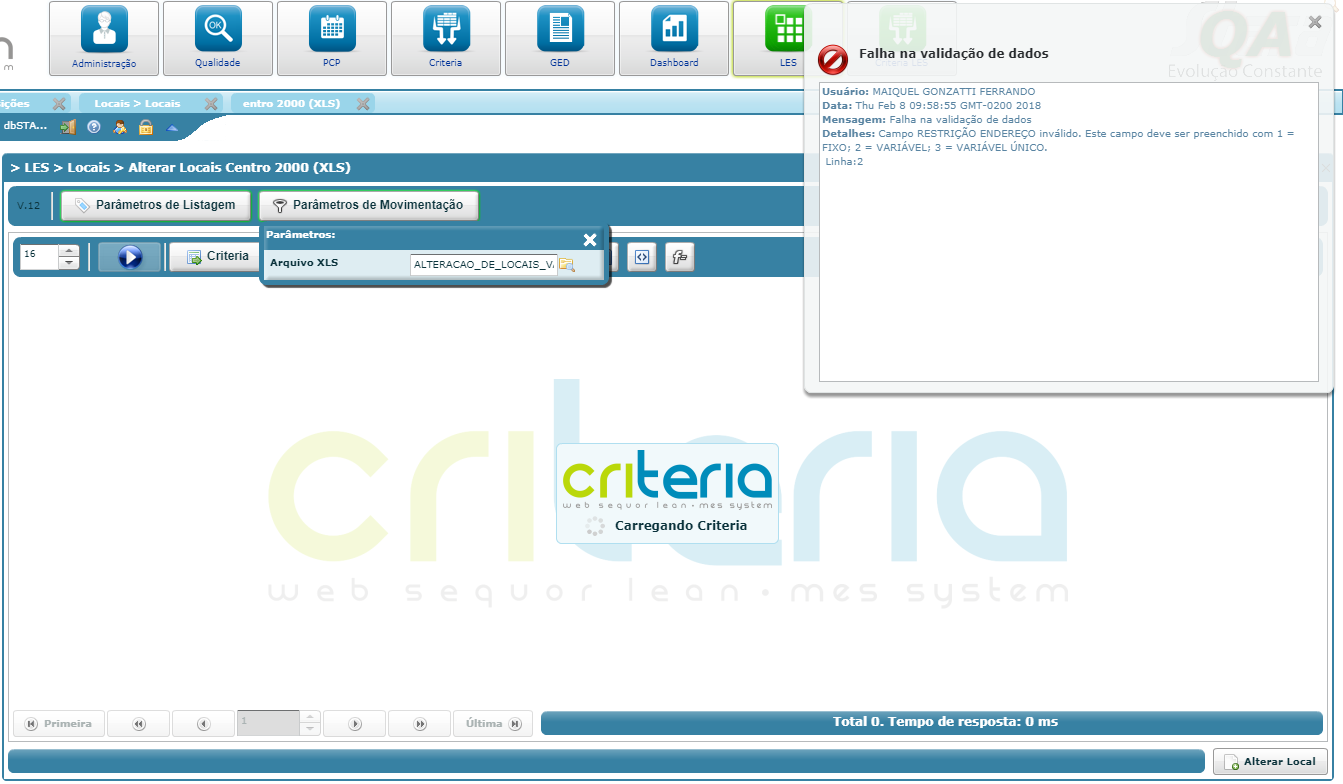 Administração
OK
Qualidade
PCP
Criteria
GED
Dashboard
LES
Criteria LES
QA
Evolução Constante
Falha na validação de dados
Usuário: MAIQUEL GONZATTI FERRANDO
Data: Thu Feb 8 09:58:55 GMT-0200 2018
Mensagem: Falha na validação de dados
Detalhes: Campo RESTRIÇÃO ENDEREÇO inválido. Este campo deve ser preenchido com 1 =
FIXO; 2 = VARIÁVEL; 3 = VARIÁVEL ÚNICO.
Linha:2
ições
Locais > Locais
entro 2000 (XLS)
dbSTA...
> LES > Locais > Alterar Locais Centro 2000 (XLS)
V.12
Parâmetros de Listagem
Parâmetros de Movimentação
16
Criteria
Parâmetros:
Arquivo XLS
ALTERACAO_DE_LOCAIS_V
criteria
web sequor lean·mes system
criteria
web sequor lean·mes system
Carregando Criteria
Primeira
1
Última
Total 0. Tempo de resposta: 0 ms
Alterar Local